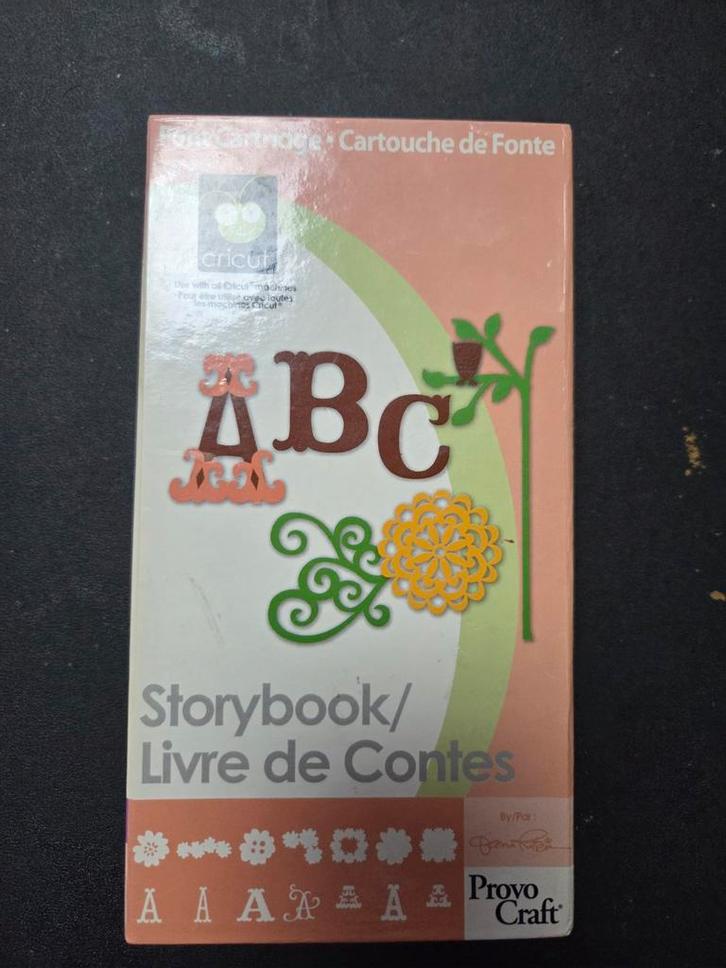 Font Cartridge • Cartouche de Fonte
cricut
Use with all Cricut® machines
Pour être utilisé avec toutes
les machines Cricut®
ABC
Storybook/
Livre de Contes
By/Par :
A A A A A A A
Provo
Craft®